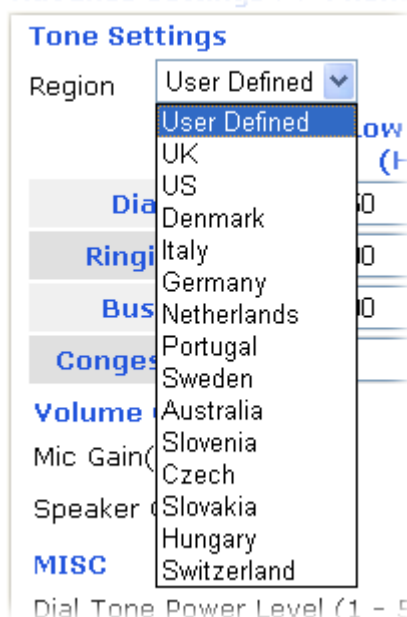 Tone Settings
Region User Defined
User Defined
UK
US
Denmark
Italy
Germany
Netherlands
Portugal
Sweden
Australia
Slovenia
Czech
Slovakia
Hungary
Switzerland
Volume
Mic Gain(
Speaker
MISC
Dial Tone Power Level (1 -